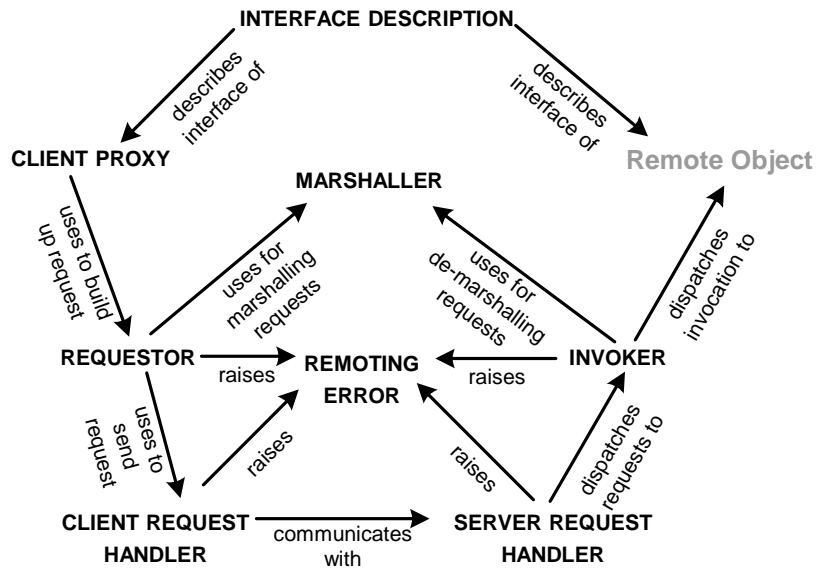 INTERFACE DESCRIPTION
describes
interface of
describes
interface of
CLIENT PROXY
MARSHALLER
Remote Object
uses to build
up request
uses for
marshalling
requests
uses for
de-marshalling
requests
dispatches
invocation to
REQUESTOR
raises
REMOTING
ERROR
raises
INVOKER
uses to
send
request
raises
raises
dispatches
requests to
CLIENT REQUEST
HANDLER
communicates
with
SERVER REQUEST
HANDLER